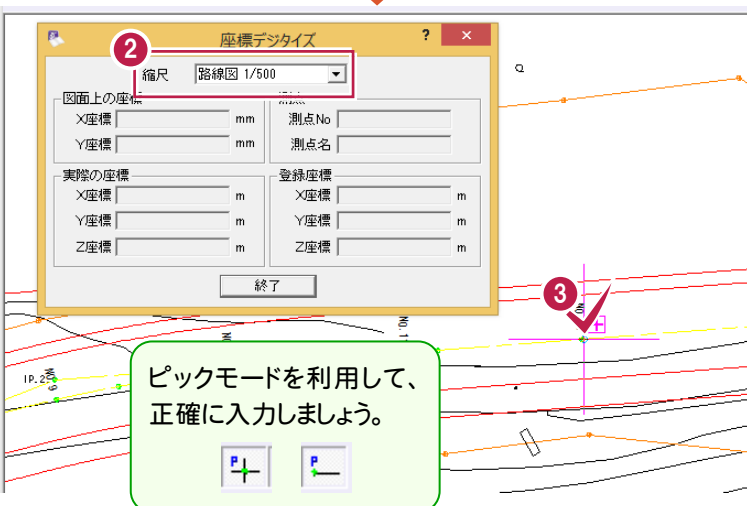 座標デジタイズ
?
×
2
縮尺
路線図 1/500
図面上の座標
X座標
mm
Y座標
mm
測点No
測点名
実際の座標
X座標
m
Y座標
m
Z座標
m
登録座標
X座標
m
Y座標
m
Z座標
m
終了
3
IP.2
NO.9
ピックモードを利用して、
正確に入力しましょう。
P
P